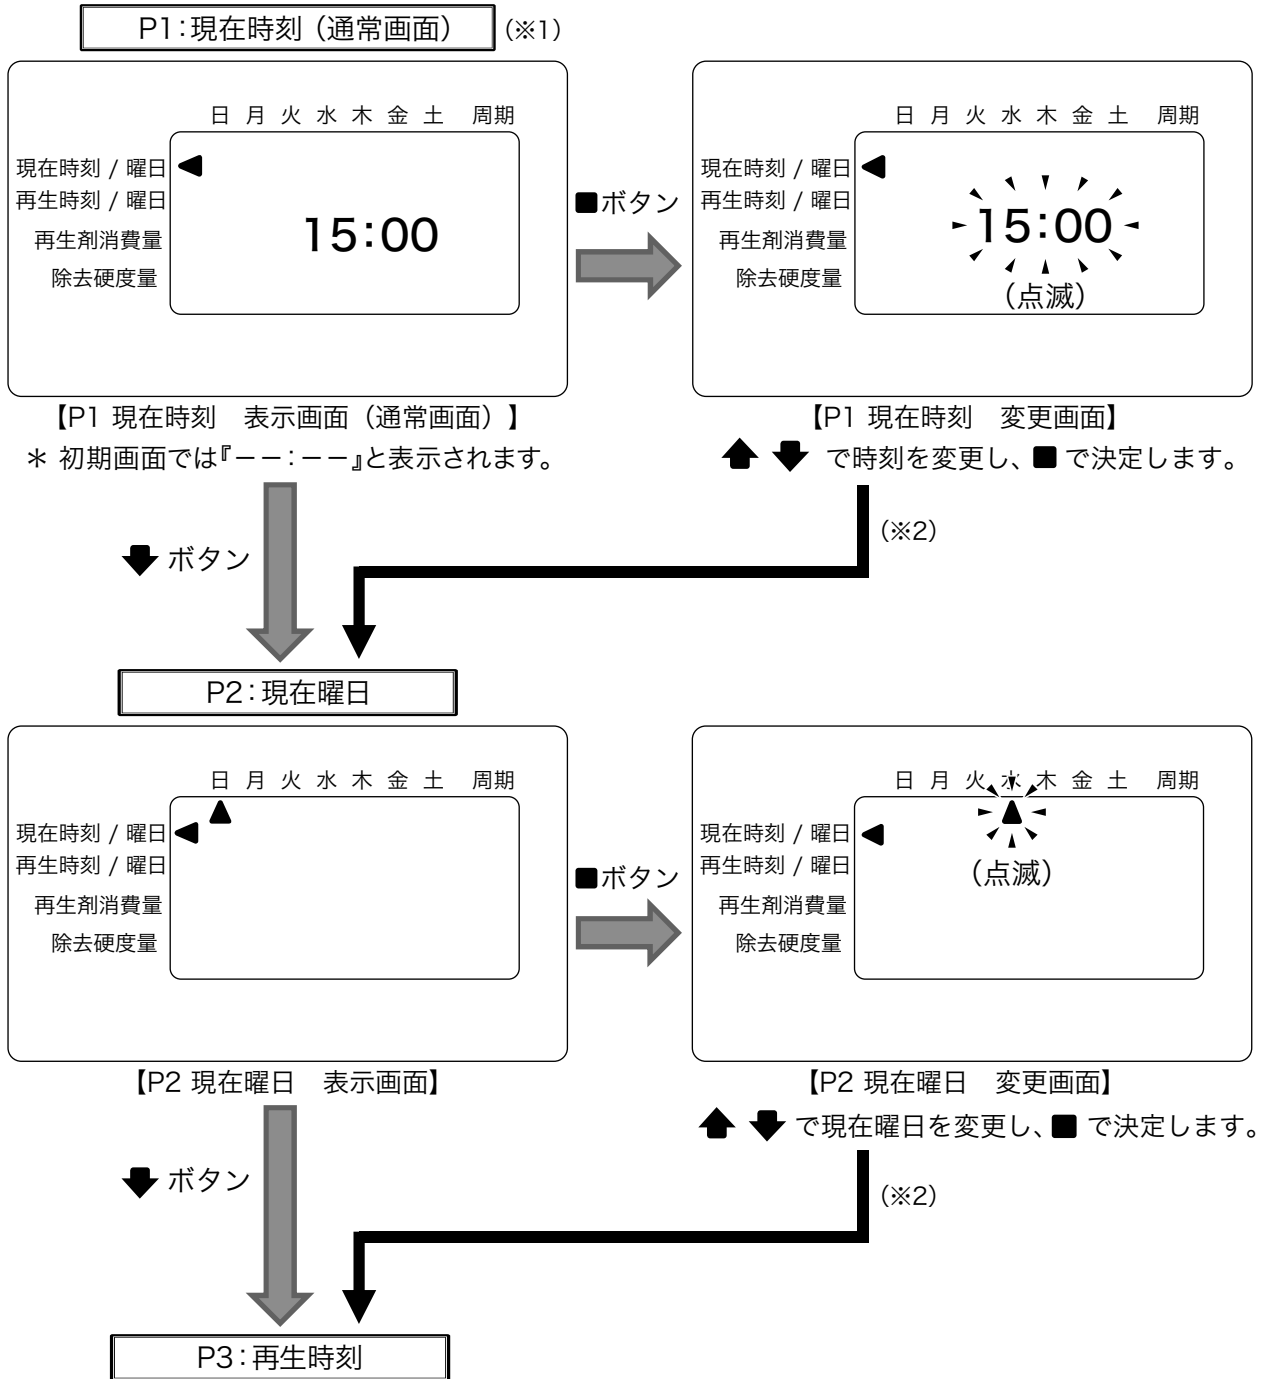 P1：現在時刻（通常画面） （※1）
日 月 火 水 木 金 土 周期
現在時刻 / 曜日
再生時刻 / 曜日
再生剤消費量
除去硬度量
15：00
■ボタン
日 月 火 水 木 金 土 周期
現在時刻 / 曜日
再生時刻 / 曜日
再生剤消費量
除去硬度量
15：00
（点滅）
【P1 現在時刻　表示画面（通常画面）】
＊ 初期画面では『－－：－－』と表示されます。
【P1 現在時刻　変更画面】
🡅 🡇 で時刻を変更し、■ で決定します。
（※2）
🡇 ボタン
P2：現在曜日
日 月 火 水 木 金 土 周期
現在時刻 / 曜日
再生時刻 / 曜日
再生剤消費量
除去硬度量
■ボタン
日 月 火 水 木 金 土 周期
現在時刻 / 曜日
再生時刻 / 曜日
再生剤消費量
除去硬度量
（点滅）
【P2 現在曜日　表示画面】
【P2 現在曜日　変更画面】
🡅 🡇 で現在曜日を変更し、■ で決定します。
🡇 ボタン
（※2）
P3：再生時刻